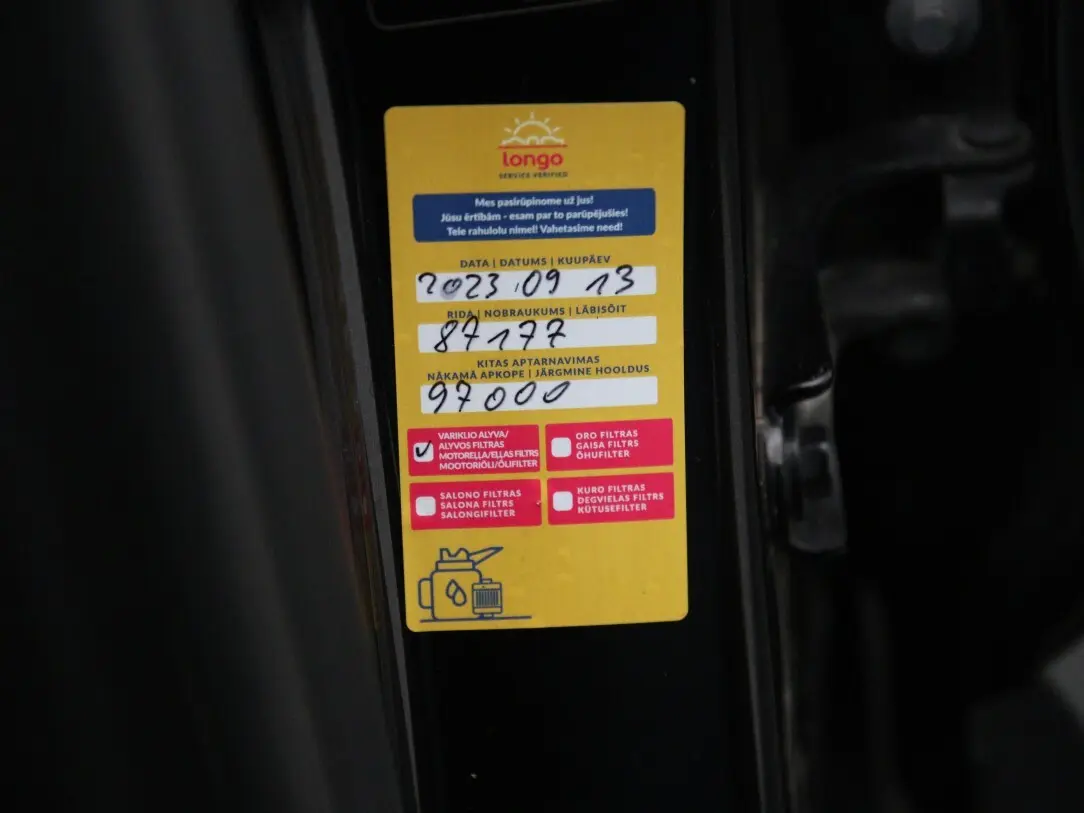 longo
SERVICE VERIFIED
Mes pasirūpinome už jus!
Jūsu ērtībām - esam par to parūpējušies!
Teie rahulolu nimel! Vahetasime need!
DATA | DATUMS | KUUPÄEV
2023.09 13
RIDA | NOBRAUKUMS | LÄBISÕIT
87177
KITAS APTARNAVIMAS
NĀKAMĀ APKOPE | JÄRGMINE HOOLDUS
97000
VARIKLIO ALYVA/
ALYVOS FILTRAS
MOTOREĻĻA/EĻĻAS FILTRS
MOOTORIÕLI/ÕLIFILTER
ORO FILTRAS
GAISA FILTRS
ÕHUFILTER
SALONO FILTRAS
SALONA FILTRS
SALONGIFILTER
KURO FILTRAS
DEGVIELAS FILTRS
KÜTUSEFILTER